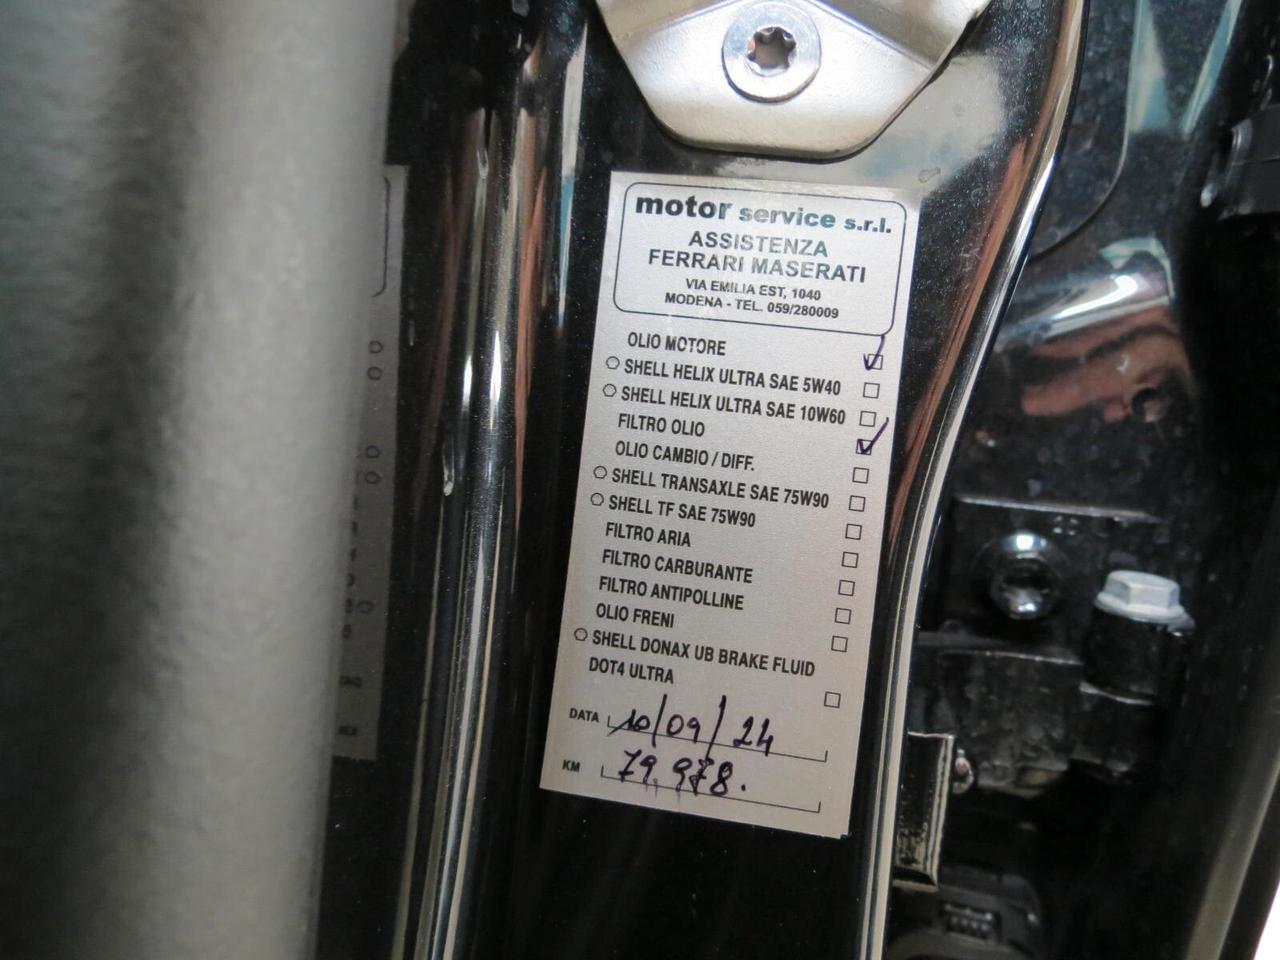 motor service s.r.l.
ASSISTENZA
FERRARI MASERATI
VIA EMILIA EST, 1040
MODENA - TEL. 059/280009
OLIO MOTORE
SHELL HELIX ULTRA SAE 5W40
SHELL HELIX ULTRA SAE 10W60
FILTRO OLIO
OLIO CAMBIO / DIFF.
SHELL TRANSAXLE SAE 75W90
SHELL TF SAE 75W90
FILTRO ARIA
FILTRO CARBURANTE
FILTRO ANTIPOLLINE
OLIO FRENI
SHELL DONAX UB BRAKE FLUID
DOT4 ULTRA
DATA 10/09/24
KM 79.978.